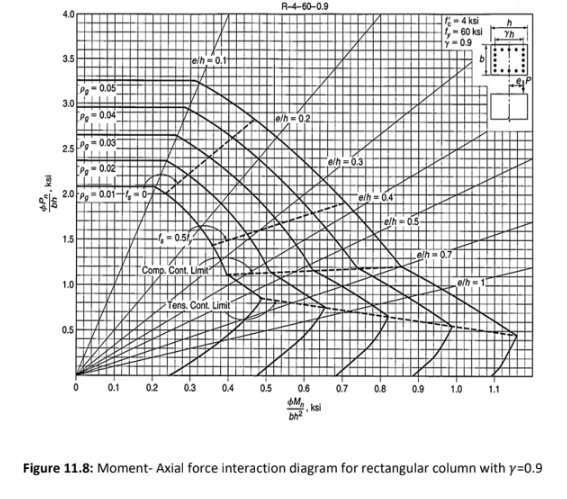 R-4-60-0.9
f'c = 4 ksi
fy = 60 ksi
γ = 0.9
h
γh
b
e P
4.0
3.5
3.0
2.5
2.0
1.5
1.0
0.5
ϕPn/bh, ksi
e/h = 0.1
ρg = 0.05
ρg = 0.04
e/h = 0.2
ρg = 0.03
e/h = 0.3
ρg = 0.02
ρg = 0.01
fs = 0
e/h = 0.4
e/h = 0.5
fs = 0.5fy
e/h = 0.7
Comp. Cont. Limit
e/h = 1
Tens. Cont. Limit
0 0.1 0.2 0.3 0.4 0.5 0.6 0.7 0.8 0.9 1.0 1.1
ϕMn/bh², ksi
Figure 11.8: Moment- Axial force interaction diagram for rectangular column with γ=0.9